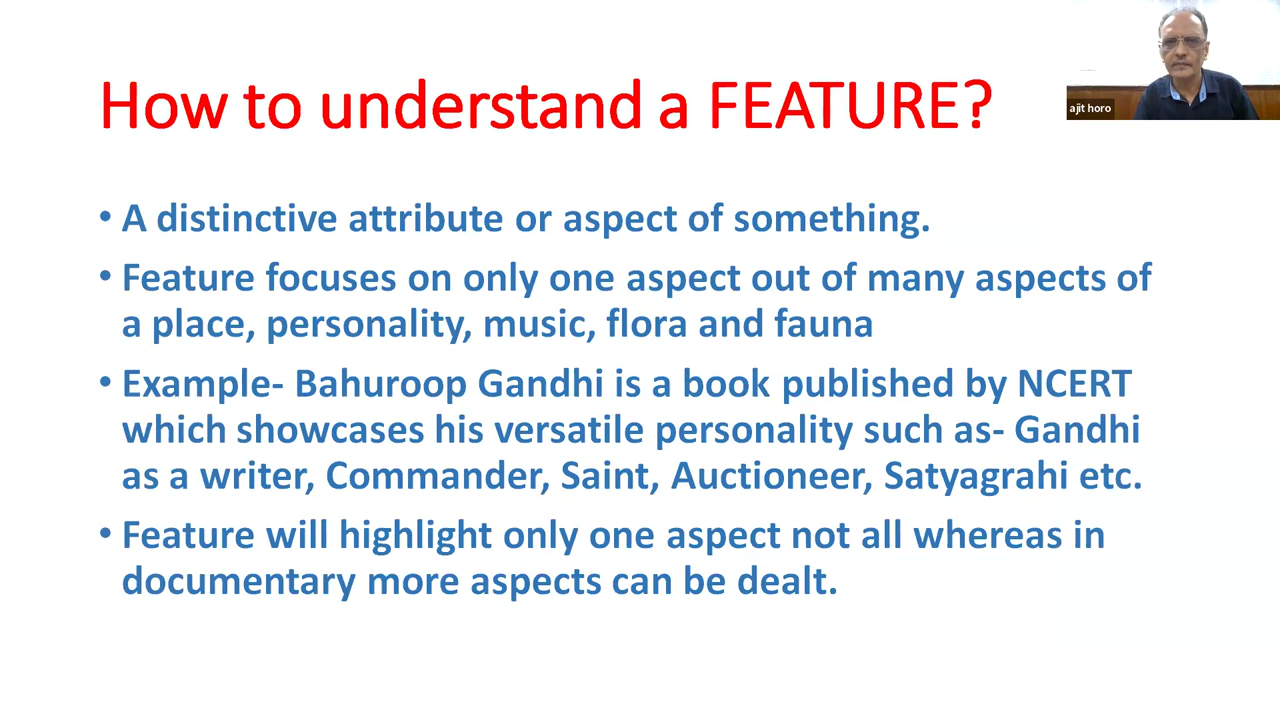 How to understand a FEATURE?
ajit horo
• A distinctive attribute or aspect of something.
• Feature focuses on only one aspect out of many aspects of
a place, personality, music, flora and fauna
• Example- Bahuroop Gandhi is a book published by NCERT
which showcases his versatile personality such as- Gandhi
as a writer, Commander, Saint, Auctioneer, Satyagrahi etc.
• Feature will highlight only one aspect not all whereas in
documentary more aspects can be dealt.